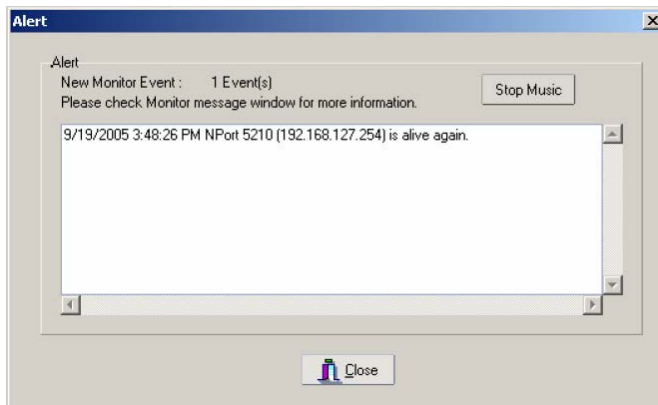 Alert
Alert
New Monitor Event : 1 Event(s)
Stop Music
Please check Monitor message window for more information.
9/19/2005 3:48:26 PM NPort 5210 (192.168.127.254) is alive again.
Close